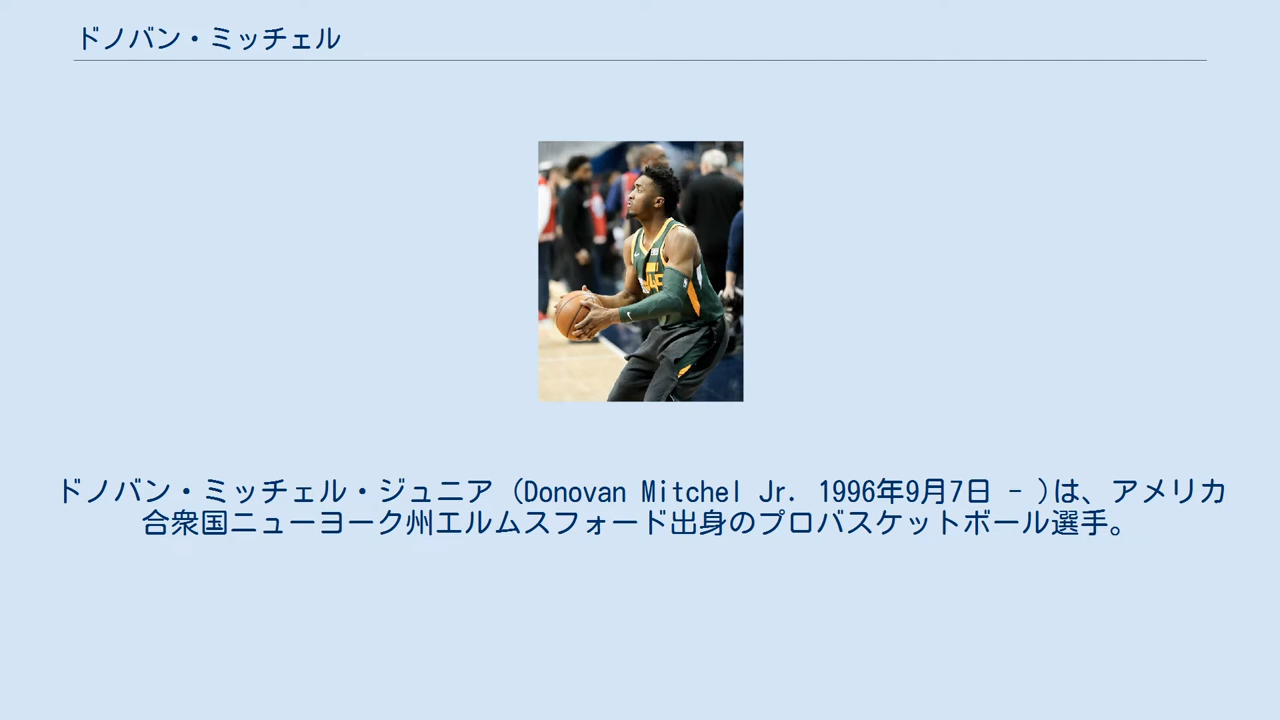 ドノバン・ミッチェル
ドノバン・ミッチェル・ジュニア (Donovan Mitchel Jr. 1996年9月7日 - )は、アメリカ
合衆国ニューヨーク州エルムスフォード出身のプロバスケットボール選手。